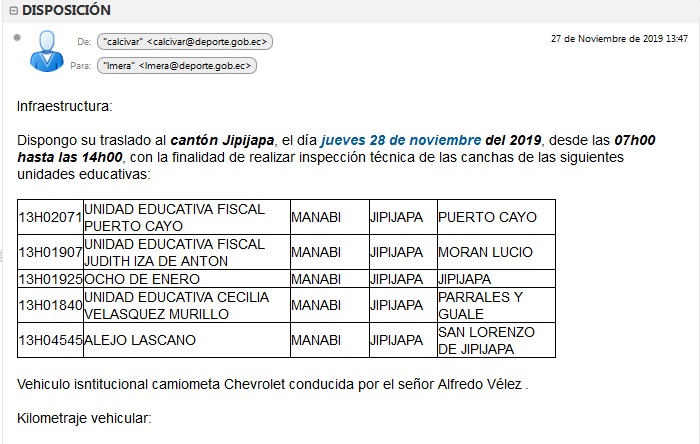 DISPOSICIÓN
De: "calcivar" <calcivar@deporte.gob.ec>
27 de Noviembre de 2019 13:47
Para: "lmera" <lmera@deporte.gob.ec>
Infraestructura:
Dispongo su traslado al cantón Jipijapa, el día jueves 28 de noviembre del 2019, desde las 07h00
hasta las 14h00, con la finalidad de realizar inspección técnica de las canchas de las siguientes
unidades educativas:
13H02071 UNIDAD EDUCATIVA FISCAL PUERTO CAYO MANABI JIPIJAPA PUERTO CAYO
13H01907 UNIDAD EDUCATIVA FISCAL JUDITH IZA DE ANTON MANABI JIPIJAPA MORAN LUCIO
13H01925 OCHO DE ENERO MANABI JIPIJAPA JIPIJAPA
13H01840 UNIDAD EDUCATIVA CECILIA VELASQUEZ MURILLO MANABI JIPIJAPA PARRALES Y GUALE
13H04545 ALEJO LASCANO MANABI JIPIJAPA SAN LORENZO DE JIPIJAPA
Vehiculo isntitucional camiometa Chevrolet conducida por el señor Alfredo Vélez .
Kilometraje vehicular: